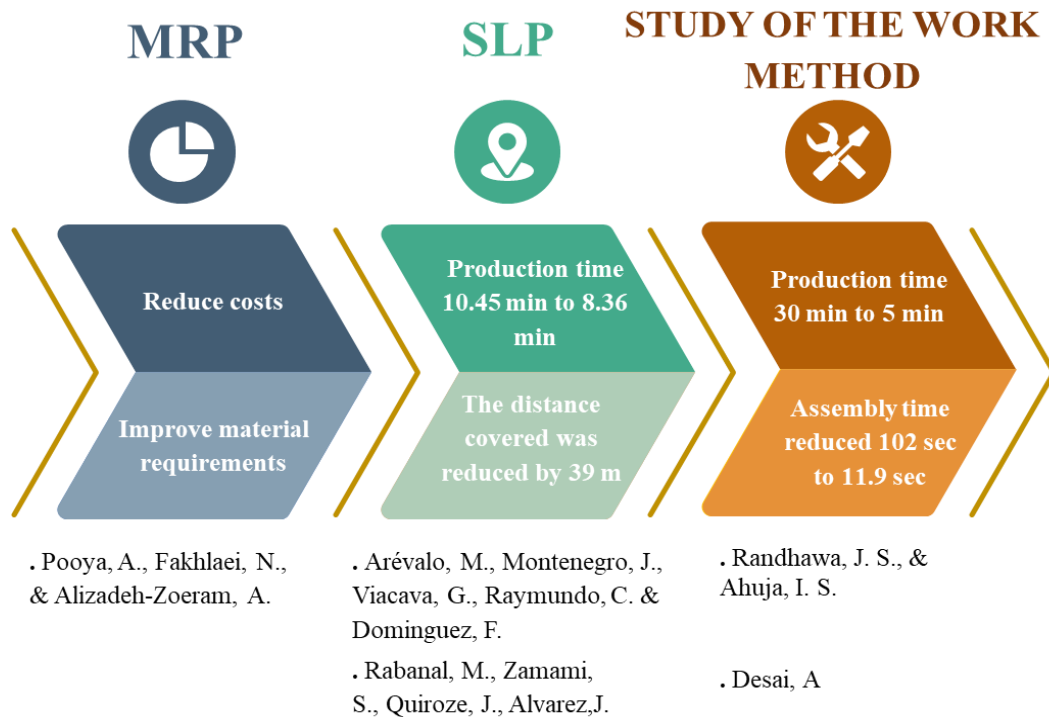 MRP
Reduce costs
Improve material
requirements
. Pooya, A., Fakhlaei, N.,
& Alizadeh-Zoeram, A.
SLP
Production time
10.45 min to 8.36
min
The distance
covered was
reduced by 39 m
. Arévalo, M., Montenegro, J.,
Viacava, G., Raymundo, C. &
Dominguez, F.
. Rabanal, M., Zamami,
S., Quiroze, J., Alvarez,J.
STUDY OF THE WORK
METHOD
Production time
30 min to 5 min
Assembly time
reduced 102 sec
to 11.9 sec
. Randhawa, J. S., &
Ahuja, I. S.
. Desai, A